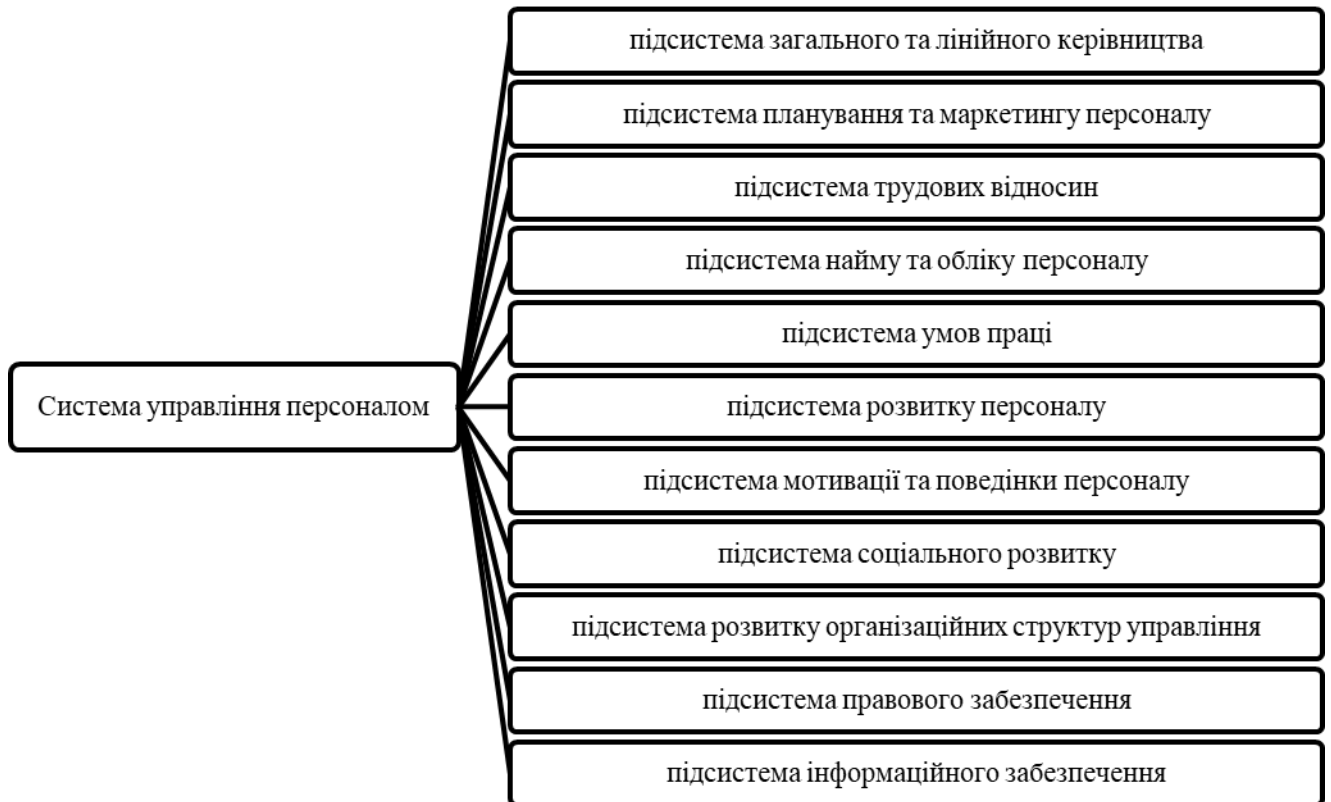 підсистема загального та лінійного керівництва
підсистема планування та маркетингу персоналу
підсистема трудових відносин
підсистема найму та обліку персоналу
підсистема умов праці
Система управління персоналом
підсистема розвитку персоналу
підсистема мотивації та поведінки персоналу
підсистема соціального розвитку
підсистема розвитку організаційних структур управління
підсистема правового забезпечення
підсистема інформаційного забезпечення